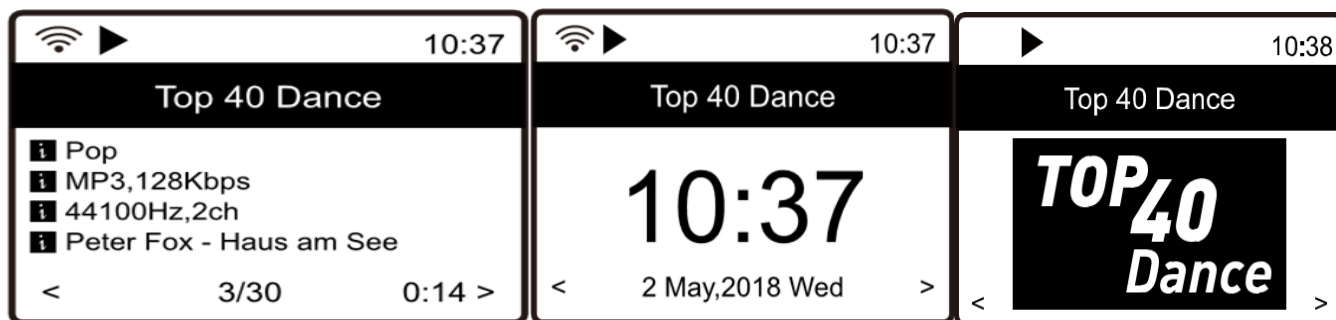 10:37
Top 40 Dance
i Pop
i MP3,128Kbps
i 44100Hz,2ch
i Peter Fox - Haus am See
< 3/30 0:14 >
10:37
Top 40 Dance
10:37
< 2 May,2018 Wed >
10:38
Top 40 Dance
TOP
40
Dance
< >